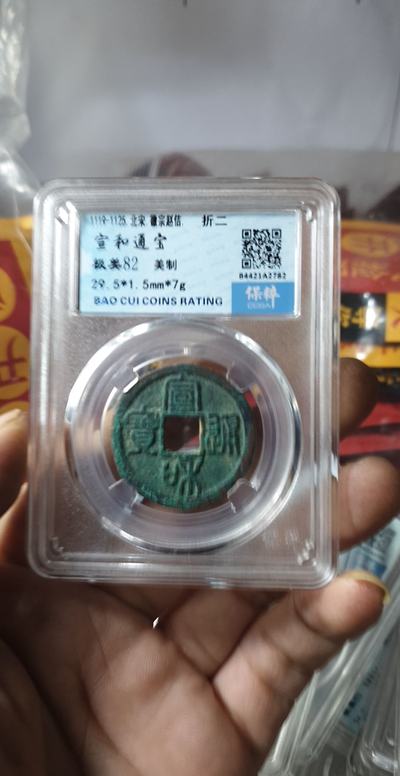 1119-1125.北宋 徽宗赵佶. 折二
宣和通宝
极美82 美制
29.5*1.5mm*7g
BAO CUI COINS RATING
B4421A2782
保粹
宣和通寳